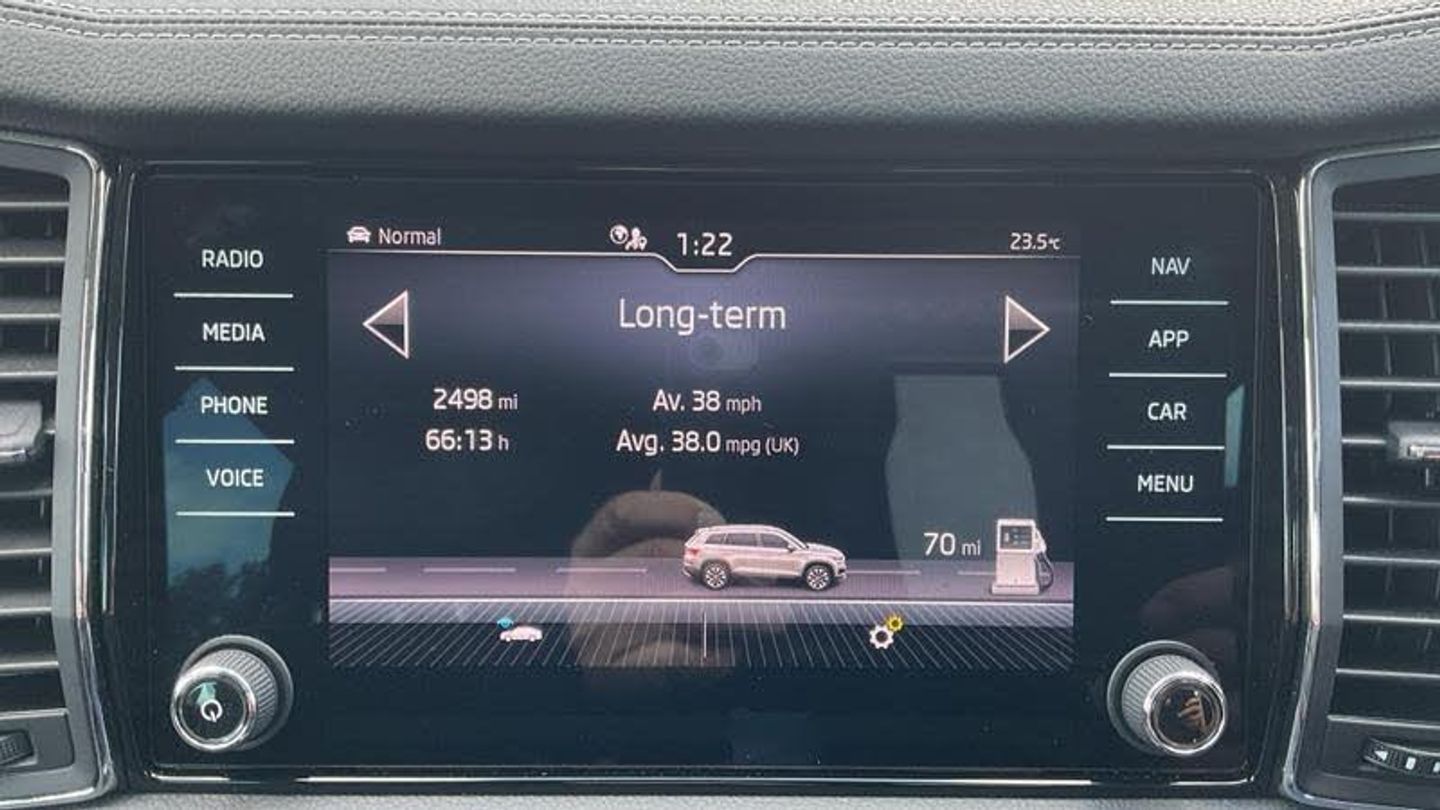 Normal
1:22
23.5°C
RADIO
MEDIA
PHONE
VOICE
Long-term
2498 mi
Av. 38 mph
66:13 h
Avg. 38.0 mpg (UK)
70 mi
NAV
APP
CAR
MENU